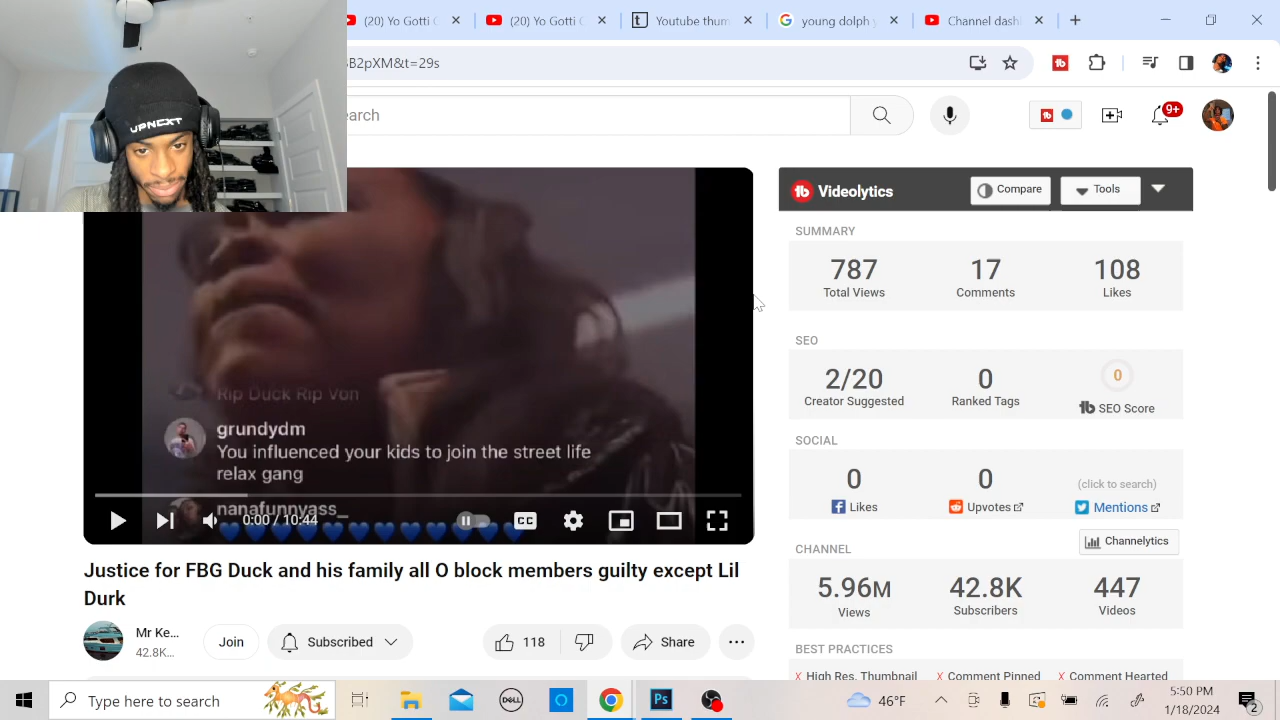 (20) Yo Gotti C
(20) Yo Gotti C
Youtube thum
young dolph y
Channel dash
B2pXM&t=29s
UPNEXT
earch
9+
Rip Duck Rip Von
grundydm
You influenced your kids to join the street life
relax gang
nanafunnyass_
0:00 / 10:44
CC
Justice for FBG Duck and his family all O block members guilty except Lil
Durk
Mr Ke...
42.8K...
Join
Subscribed
118
Share
Videolytics
Compare
Tools
SUMMARY
787
Total Views
17
Comments
108
Likes
SEO
2/20
Creator Suggested
0
Ranked Tags
0
SEO Score
SOCIAL
0
Likes
0
Upvotes
(click to search)
Mentions
CHANNEL
Channelytics
5.96M
Views
42.8K
Subscribers
447
Videos
BEST PRACTICES
X High Res. Thumbnail
X Comment Pinned
X Comment Hearted
Type here to search
DELL
Ps
46°F
5:50 PM
1/18/2024
2